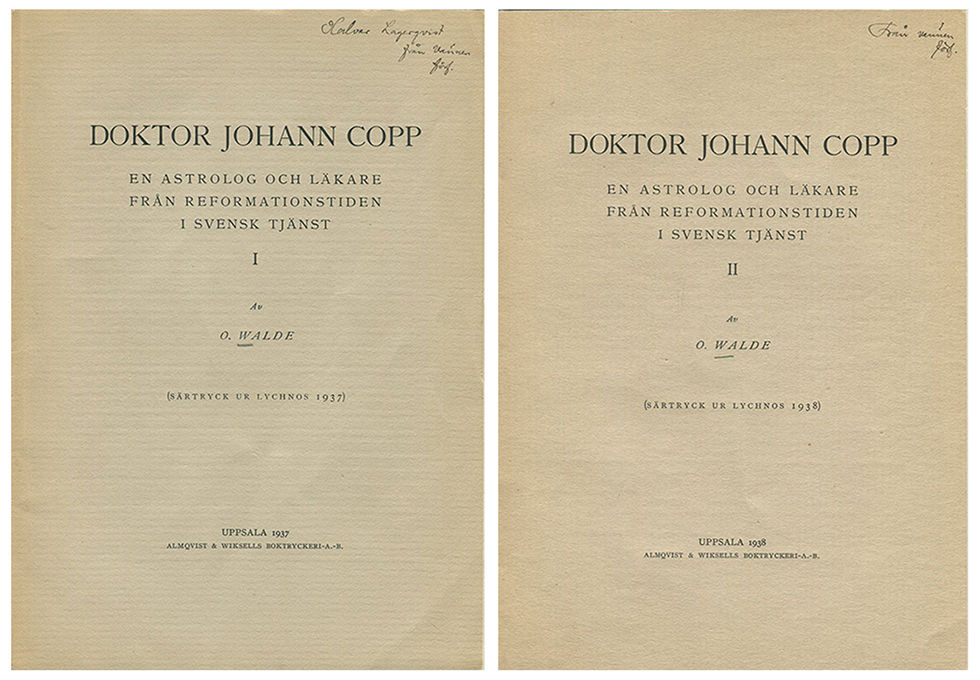 Halvar Lagerqvist
från vännen
förf.
DOKTOR JOHANN COPP
EN ASTROLOG OCH LÄKARE
FRÅN REFORMATIONSTIDEN
I SVENSK TJÄNST
I
Av
O. WALDE
(SÄRTRYCK UR LYCHNOS 1937)
UPPSALA 1937
ALMQVIST & WIKSELLS BOKTRYCKERI-A.-B.
Från vännen
förf.
DOKTOR JOHANN COPP
EN ASTROLOG OCH LÄKARE
FRÅN REFORMATIONSTIDEN
I SVENSK TJÄNST
II
Av
O. WALDE
(SÄRTRYCK UR LYCHNOS 1938)
UPPSALA 1938
ALMQVIST & WIKSELLS BOKTRYCKERI-A.-B.